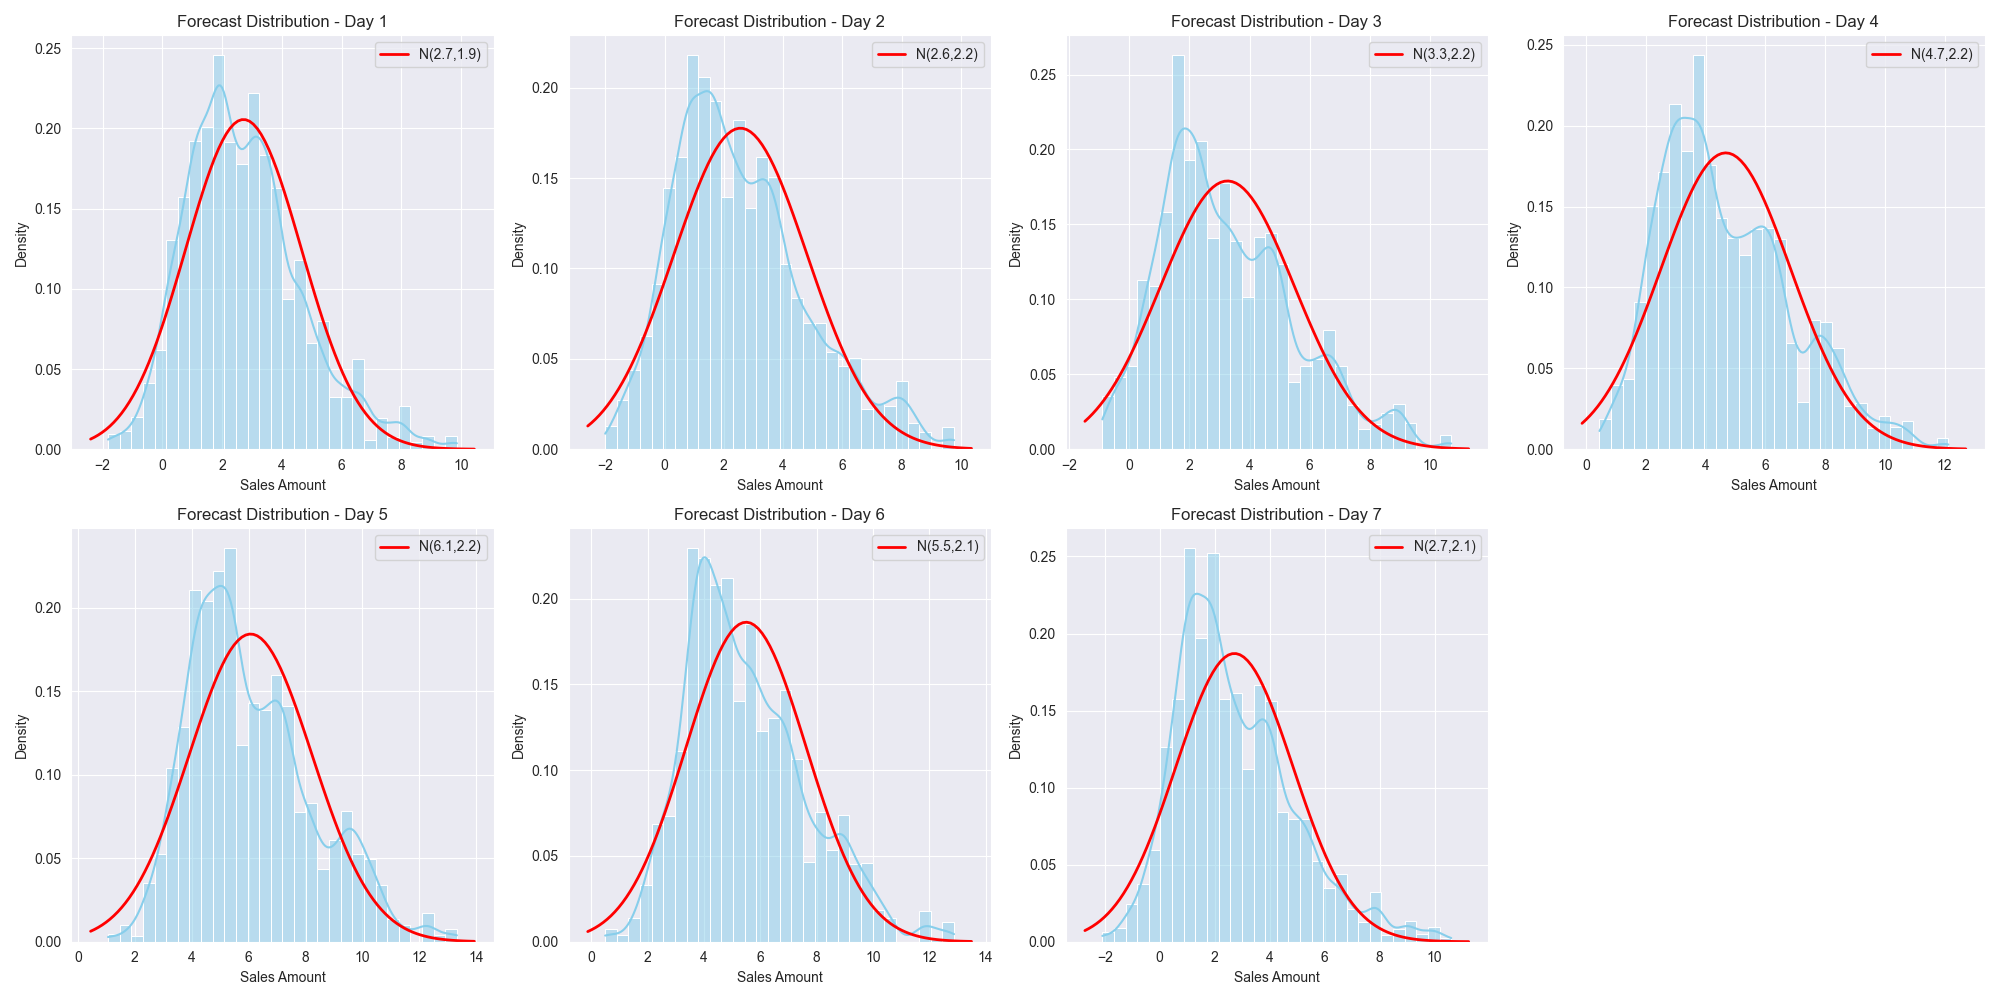 Forecast Distribution - Day 1
N(2.7,1.9)
0.25
0.20
0.15
0.10
0.05
0.00
Density
−2 0 2 4 6 8 10
Sales Amount
Forecast Distribution - Day 2
N(2.6,2.2)
0.20
0.15
0.10
0.05
0.00
Density
−2 0 2 4 6 8 10
Sales Amount
Forecast Distribution - Day 3
N(3.3,2.2)
0.25
0.20
0.15
0.10
0.05
0.00
Density
−2 0 2 4 6 8 10
Sales Amount
Forecast Distribution - Day 4
N(4.7,2.2)
0.25
0.20
0.15
0.10
0.05
0.00
Density
0 2 4 6 8 10 12
Sales Amount
Forecast Distribution - Day 5
N(6.1,2.2)
0.20
0.15
0.10
0.05
0.00
Density
0 2 4 6 8 10 12 14
Sales Amount
Forecast Distribution - Day 6
N(5.5,2.1)
0.20
0.15
0.10
0.05
0.00
Density
0 2 4 6 8 10 12 14
Sales Amount
Forecast Distribution - Day 7
N(2.7,2.1)
0.25
0.20
0.15
0.10
0.05
0.00
Density
−2 0 2 4 6 8 10
Sales Amount